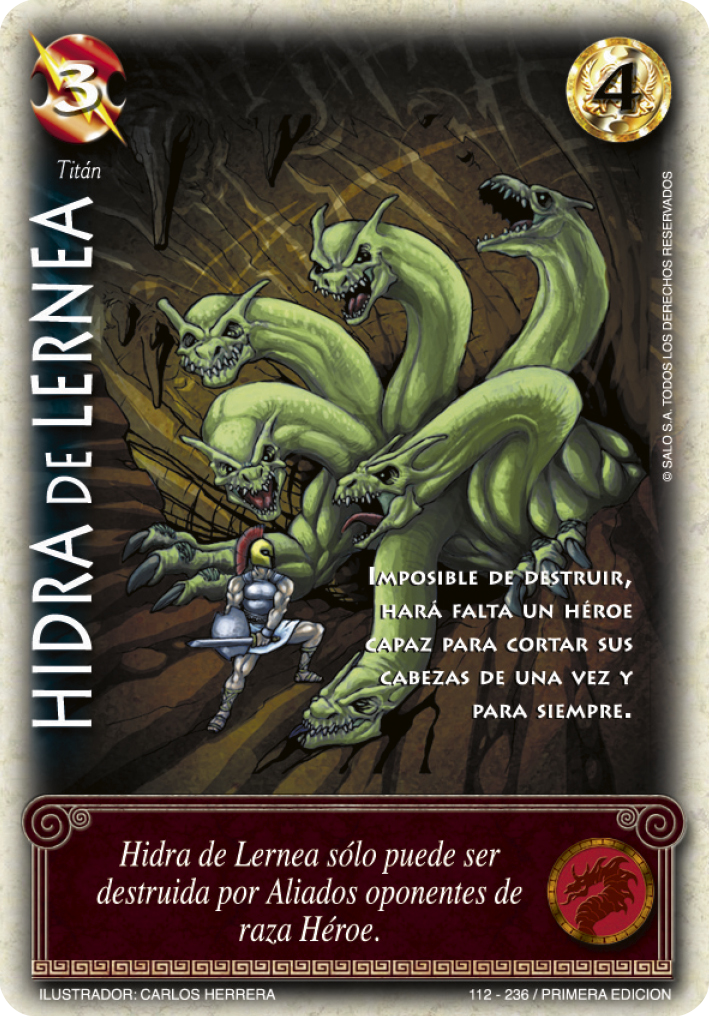 3
4
Titán
HIDRA DE LERNEA
© SALO S.A. TODOS LOS DERECHOS RESERVADOS
IMPOSIBLE DE DESTRUIR,
HARÁ FALTA UN HÉROE
CAPAZ PARA CORTAR SUS
CABEZAS DE UNA VEZ Y
PARA SIEMPRE.
Hidra de Lernea sólo puede ser
destruida por Aliados oponentes de
raza Héroe.
ILUSTRADOR: CARLOS HERRERA
112 - 236 / PRIMERA EDICION